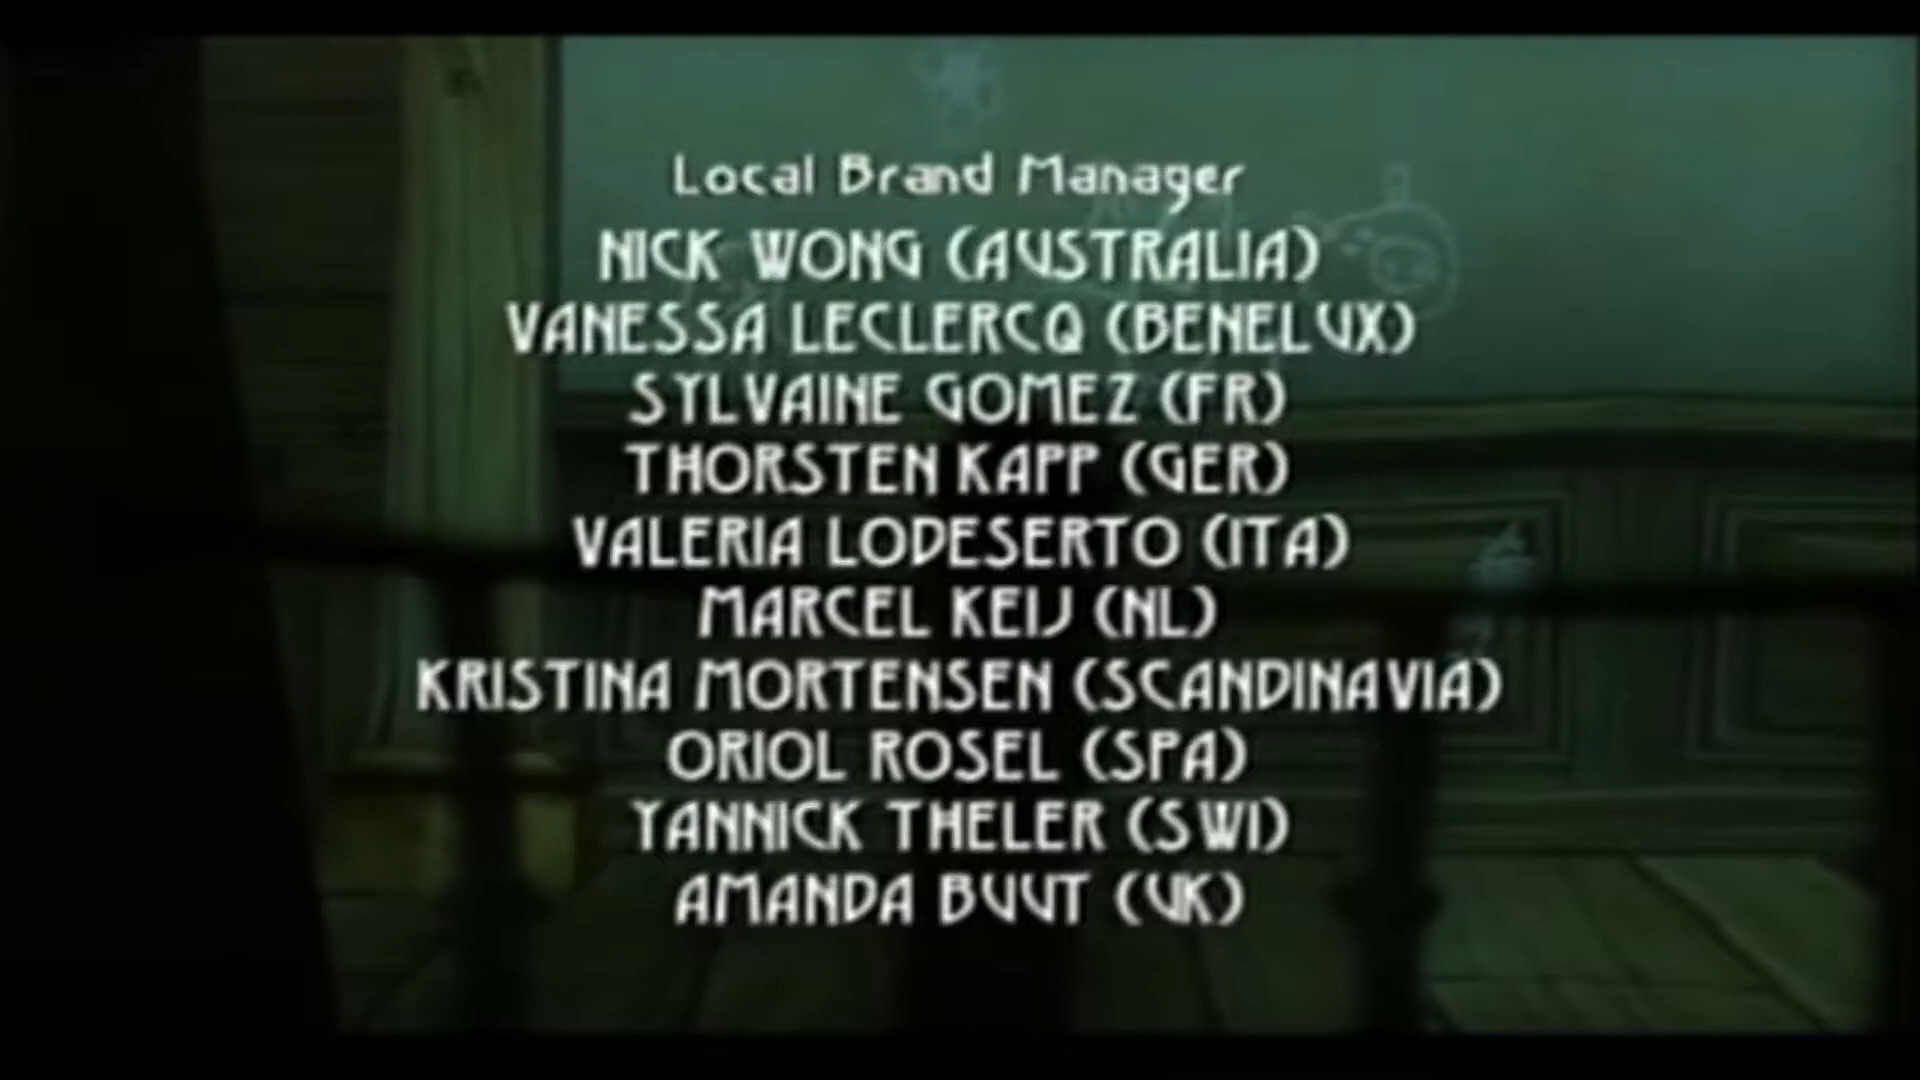 Local Brand Manager
NICK WONG (AUSTRALIA)
VANESSA LECLERCQ (BENELUX)
SYLVAINE GOMEZ (FR)
THORSTEN KAPP (GER)
VALERIA LODESERTO (ITA)
MARCEL KEIJ (NL)
KRISTINA MORTENSEN (SCANDINAVIA)
ORIOL ROSEL (SPA)
YANNICK THELER (SWI)
AMANDA BUUT (UK)